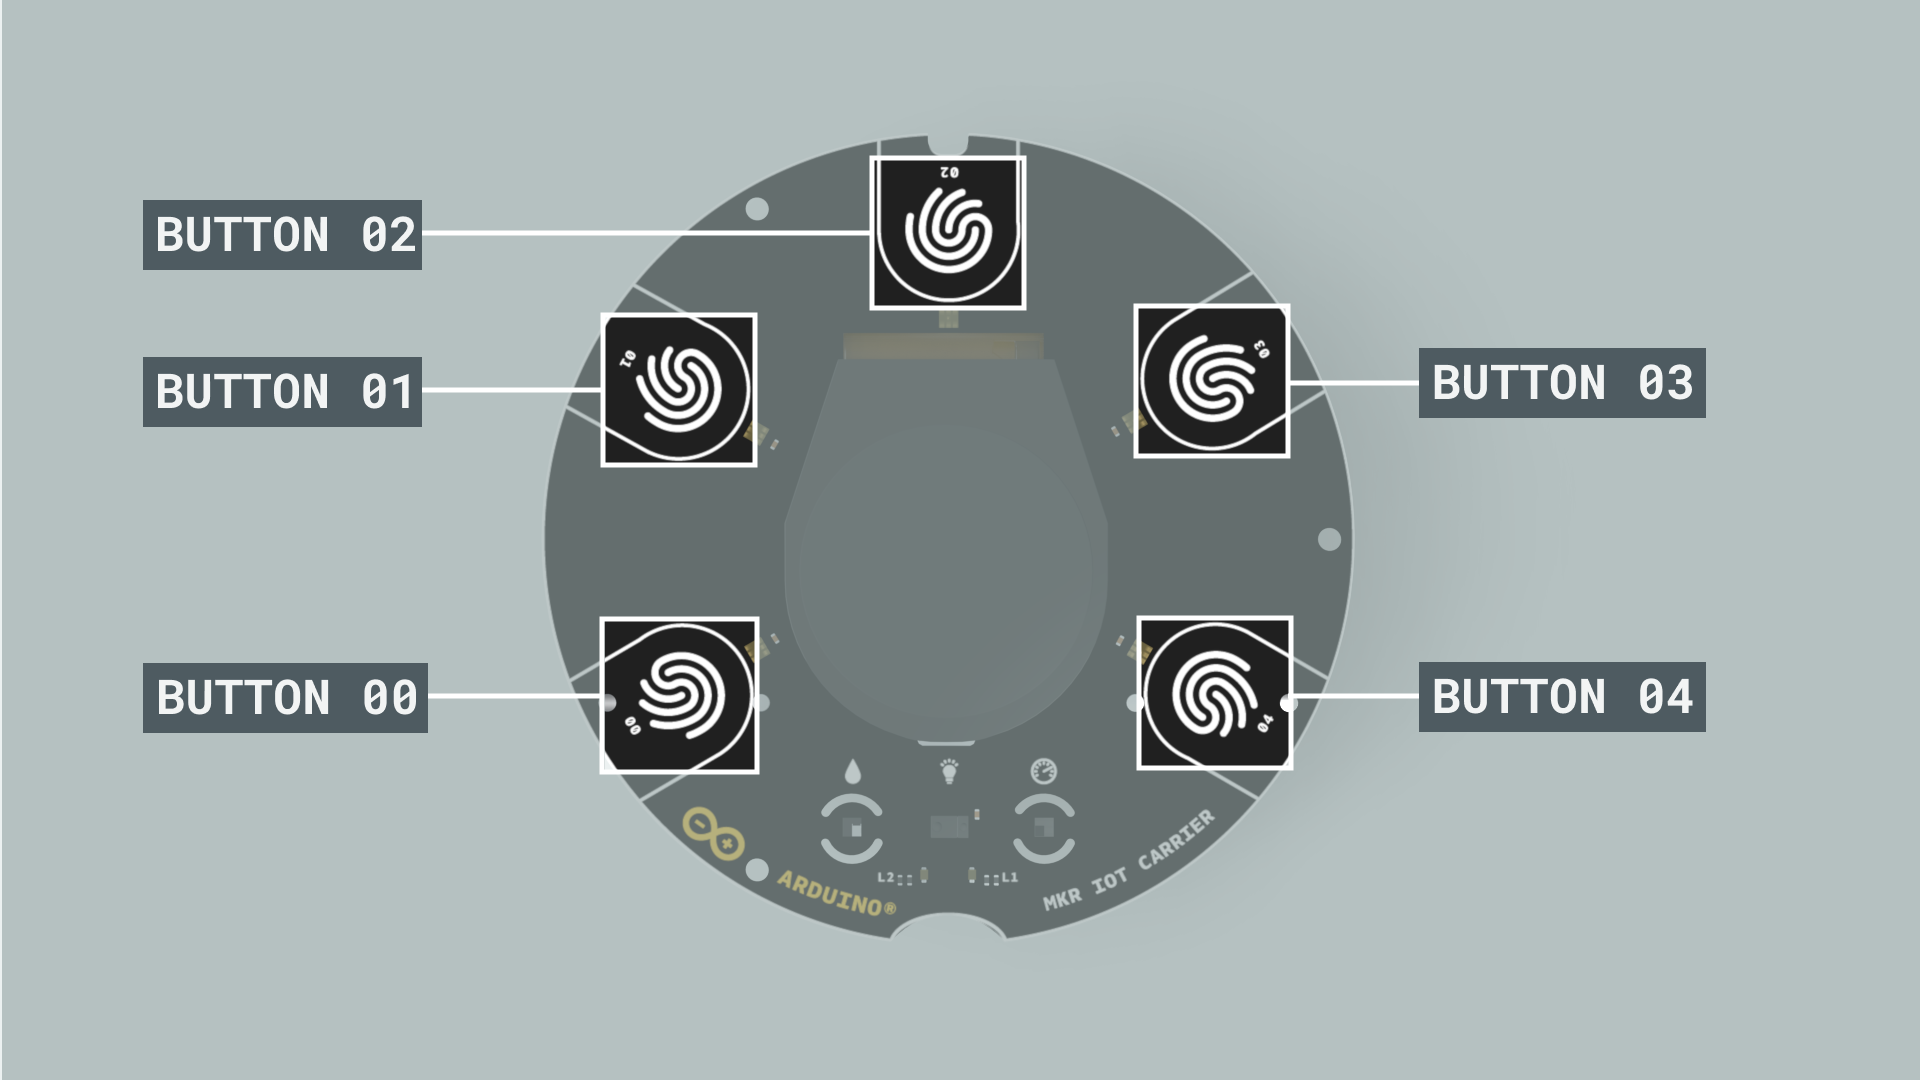 BUTTON 02
02
BUTTON 01
01
03
BUTTON 03
BUTTON 00
00
04
BUTTON 04
L2
L1
ARDUINO®
MKR IOT CARRIER